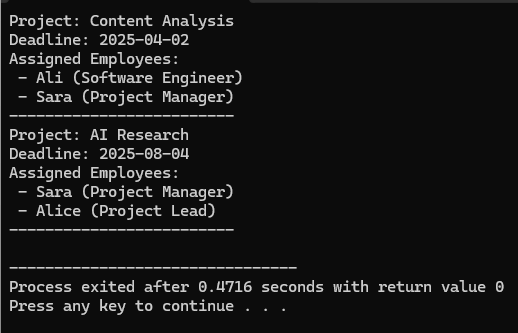 Project: Content Analysis
Deadline: 2025-04-02
Assigned Employees:
 - Ali (Software Engineer)
 - Sara (Project Manager)
-------------------------
Project: AI Research
Deadline: 2025-08-04
Assigned Employees:
 - Sara (Project Manager)
 - Alice (Project Lead)
-------------------------
--------------------------------
Process exited after 0.4716 seconds with return value 0
Press any key to continue . . .